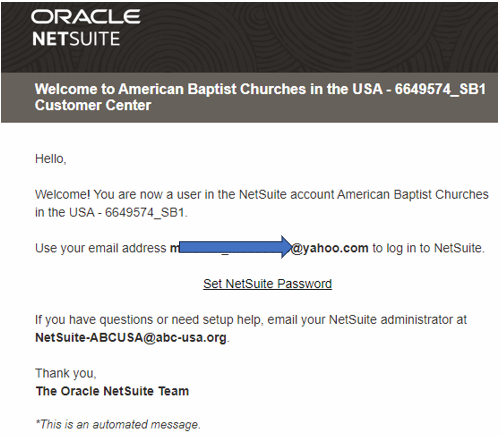 ORACLE
NETSUITE
Welcome to American Baptist Churches in the USA - 6649574_SB1
Customer Center
Hello,
Welcome! You are now a user in the NetSuite account American Baptist Churches
in the USA - 6649574_SB1.
Use your email address @yahoo.com to log in to NetSuite.
Set NetSuite Password
If you have questions or need setup help, email your NetSuite administrator at
NetSuite-ABCUSA@abc-usa.org.
Thank you,
The Oracle NetSuite Team
*This is an automated message.